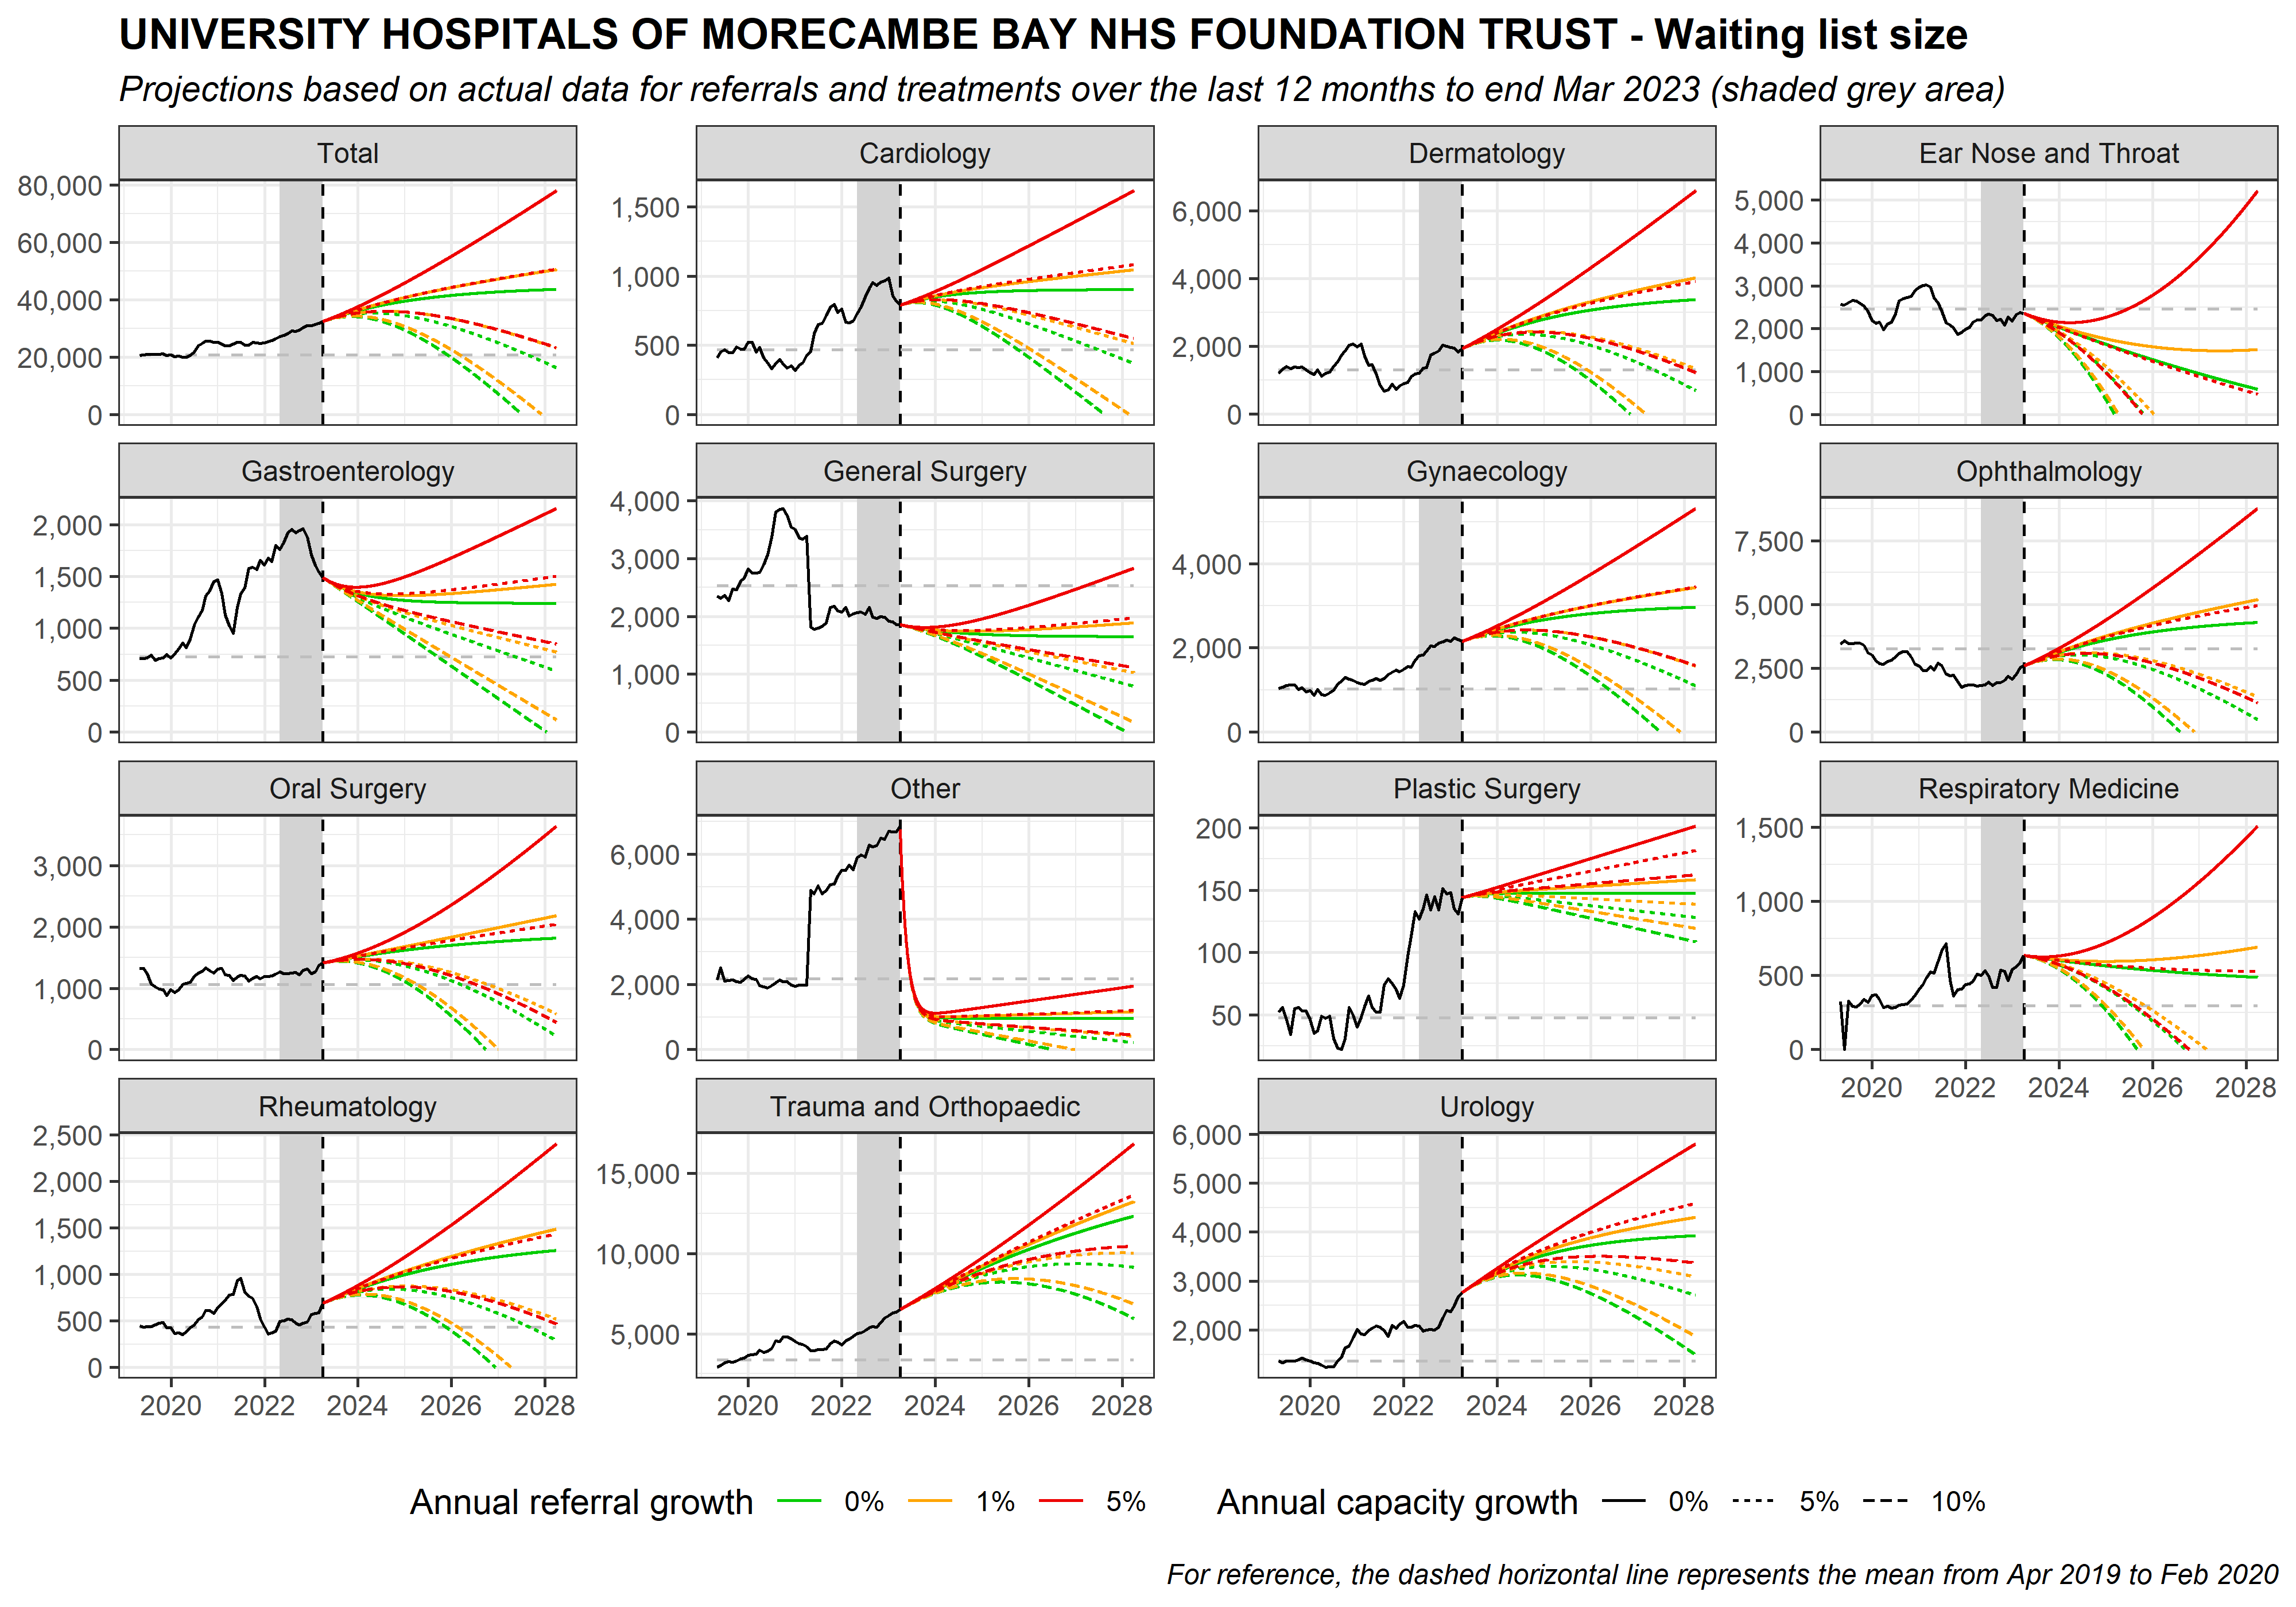 UNIVERSITY HOSPITALS OF MORECAMBE BAY NHS FOUNDATION TRUST - Waiting list size
Projections based on actual data for referrals and treatments over the last 12 months to end Mar 2023 (shaded grey area)
Total
80,000
60,000
40,000
20,000
0
Cardiology
1,500
1,000
500
0
Dermatology
6,000
4,000
2,000
0
Ear Nose and Throat
5,000
4,000
3,000
2,000
1,000
0
Gastroenterology
2,000
1,500
1,000
500
0
General Surgery
4,000
3,000
2,000
1,000
0
Gynaecology
4,000
2,000
0
Ophthalmology
7,500
5,000
2,500
0
Oral Surgery
3,000
2,000
1,000
0
Other
6,000
4,000
2,000
0
Plastic Surgery
200
150
100
50
Respiratory Medicine
1,500
1,000
500
0
2020 2022 2024 2026 2028
Rheumatology
2,500
2,000
1,500
1,000
500
0
2020 2022 2024 2026 2028
Trauma and Orthopaedic
15,000
10,000
5,000
2020 2022 2024 2026 2028
Urology
6,000
5,000
4,000
3,000
2,000
2020 2022 2024 2026 2028
Annual referral growth 0% 1% 5% Annual capacity growth 0% 5% 10%
For reference, the dashed horizontal line represents the mean from Apr 2019 to Feb 2020